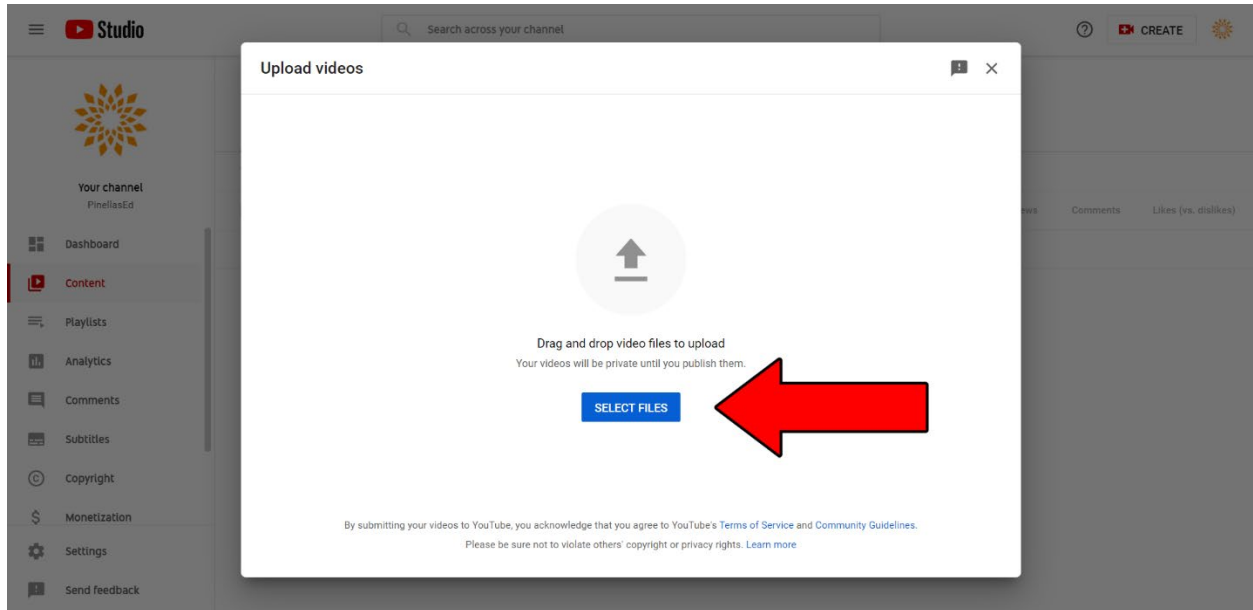 Studio
Search across your channel
CREATE
Upload videos
Your channel
PinellasEd
Dashboard
Content
Playlists
Analytics
Comments
Subtitles
Copyright
Monetization
Settings
Send feedback
Comments
Likes (vs. dislikes)
Drag and drop video files to upload
Your videos will be private until you publish them.
SELECT FILES
By submitting your videos to YouTube, you acknowledge that you agree to YouTube's Terms of Service and Community Guidelines.
Please be sure not to violate others' copyright or privacy rights. Learn more